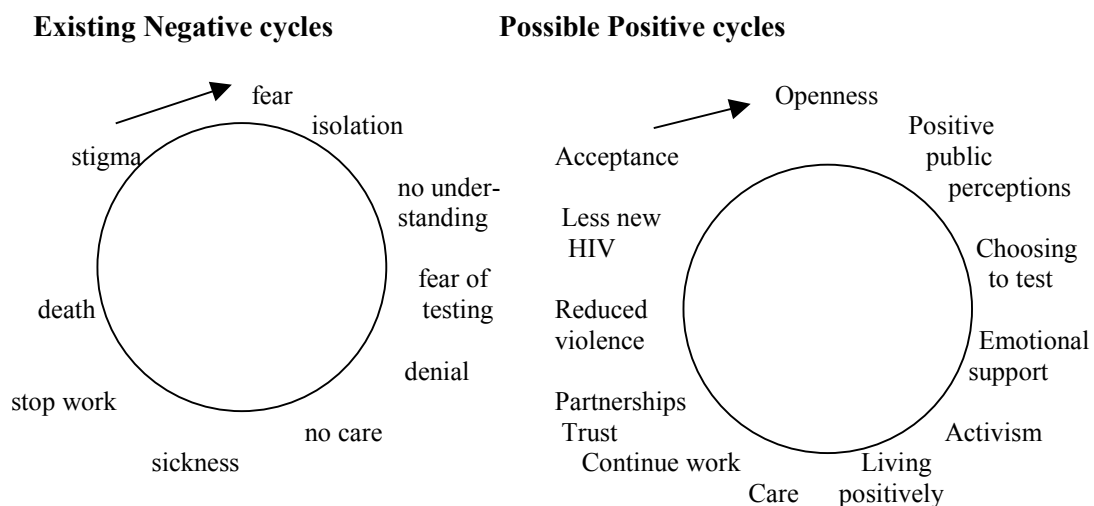 Existing Negative cycles
fear
isolation
no under-
standing
fear of
testing
denial
no care
sickness
stop work
death
stigma
Possible Positive cycles
Openness
Positive
public
perceptions
Choosing
to test
Emotional
support
Activism
Living
positively
Care
Continue work
Partnerships
Trust
Reduced
violence
Less new
HIV
Acceptance